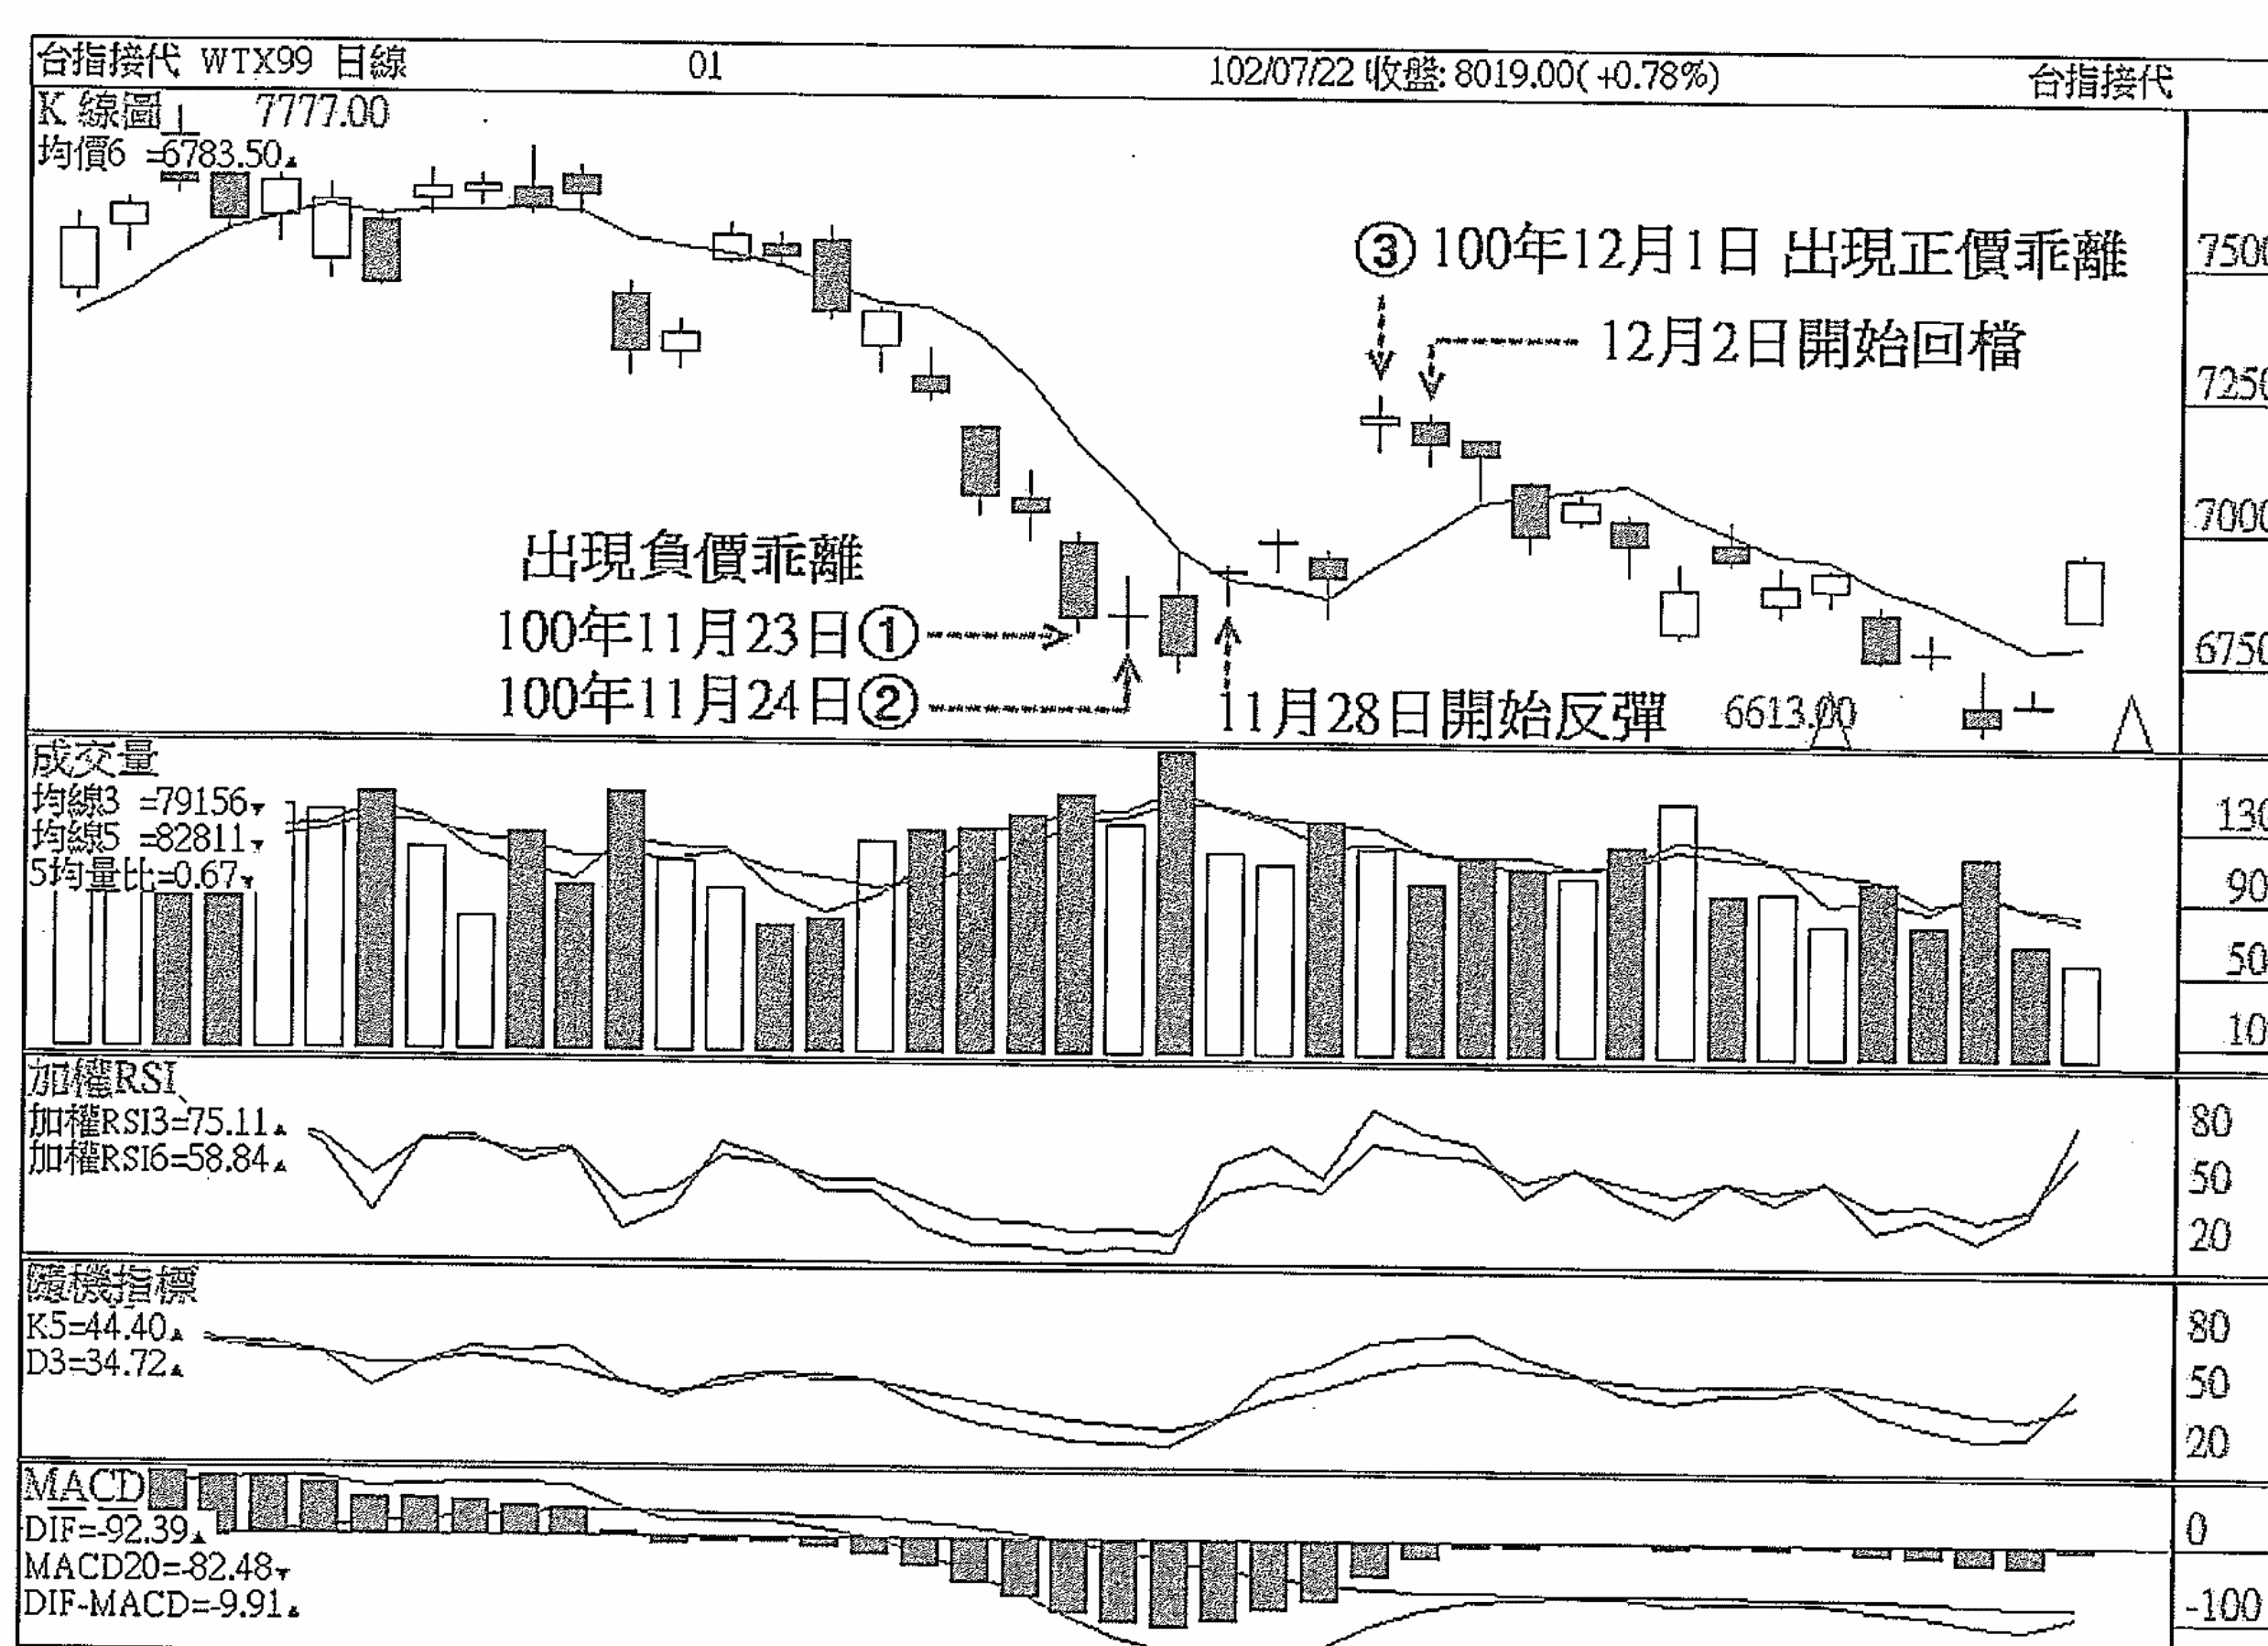 台指接代 WTX99 日線 01 102/07/22 收盤: 8019.00( +0.78%) 台指接代
K 線圖 7777.00
均價6 =6783.50
③ 100年12月1日 出現正價乖離
12月2日開始回檔
出現負價乖離
100年11月23日①
100年11月24日②
11月28日開始反彈
6613.00
7500
7250
7000
6750
成交量
均線3 =79156
均線5 =82811
5均量比=0.67
130
90
50
10
加權RSI
加權RSI3=75.11
加權RSI6=58.84
80
50
20
隨機指標
K5=44.40
D3=34.72
80
50
20
MACD
DIF=-92.39
MACD20=-82.48
DIF-MACD=-9.91
0
-100